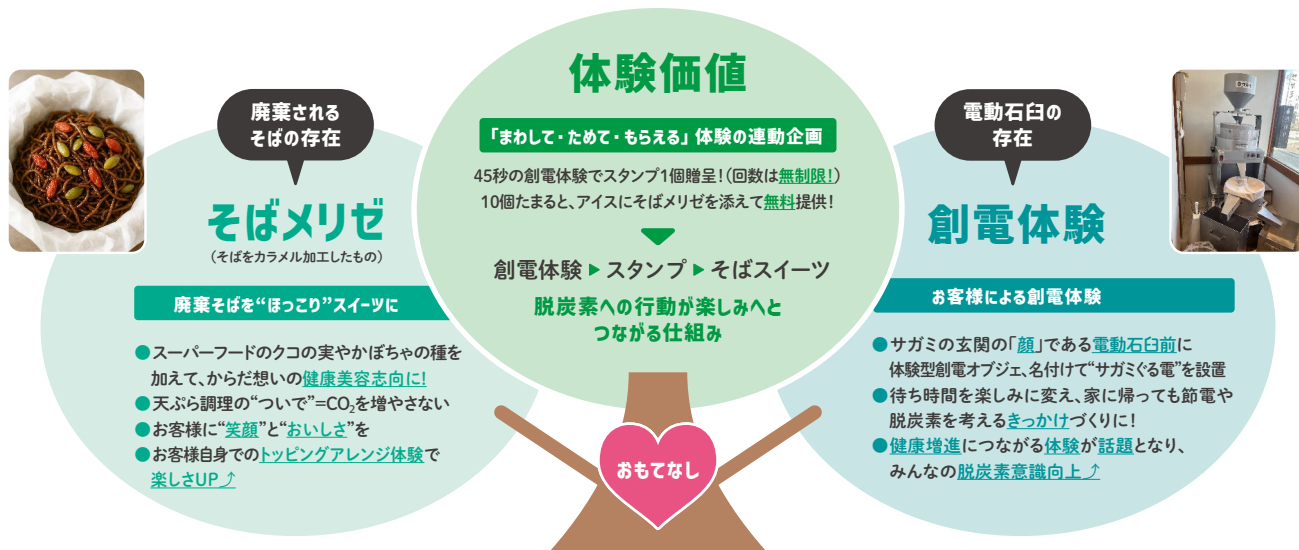 体験価値
「まわして・ためて・もらえる」体験の連動企画
45秒の創電体験でスタンプ1個贈呈！（回数は無制限！）
10個たまると、アイスにそばメリゼを添えて無料提供！
創電体験▶スタンプ▶そばスイーツ
脱炭素への行動が楽しみへと
つながる仕組み
廃棄される
そばの存在
そばメリゼ
（そばをカラメル加工したもの）
廃棄そばを“ほっこり”スイーツに
●スーパーフードのクコの実やかぼちゃの種を
加えて、からだ想いの健康美容志向に！
●天ぷら調理の“ついで”=CO₂を増やさない
●お客様に“笑顔”と“おいしさ”を
●お客様自身でのトッピングアレンジ体験で
楽しさUP⤴
電動石臼の
存在
創電体験
お客様による創電体験
●サガミの玄関の「顔」である電動石臼前に
体験型創電オブジェ、名付けて“サガミぐる電”を設置
●待ち時間を楽しみに変え、家に帰っても節電や
脱炭素を考えるきっかけづくりに！
●健康増進につながる体験が話題となり、
みんなの脱炭素意識向上⤴
おもてなし